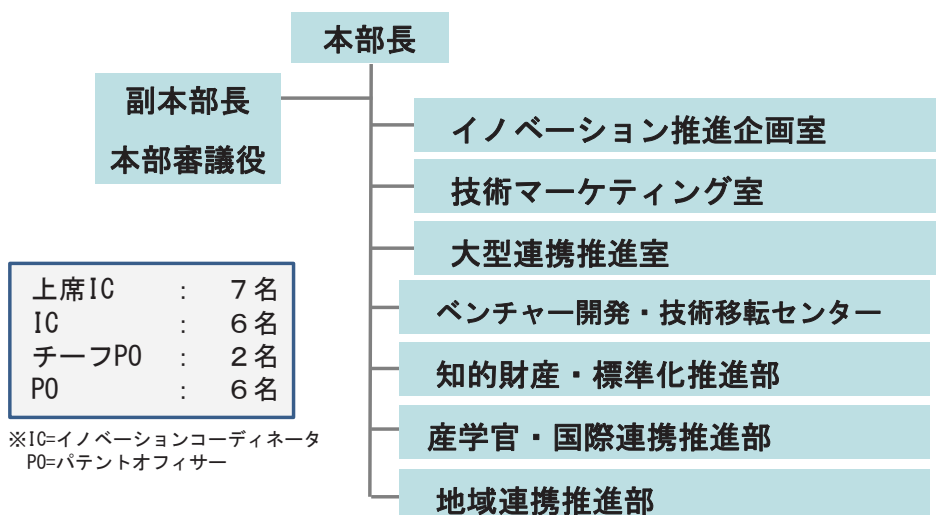 本部長
副本部長
本部審議役
イノベーション推進企画室
技術マーケティング室
大型連携推進室
ベンチャー開発・技術移転センター
知的財産・標準化推進部
産学官・国際連携推進部
地域連携推進部
上席IC : 7名
IC : 6名
チーフPO : 2名
PO : 6名
※IC=イノベーションコーディネータ
PO=パテントオフィサー